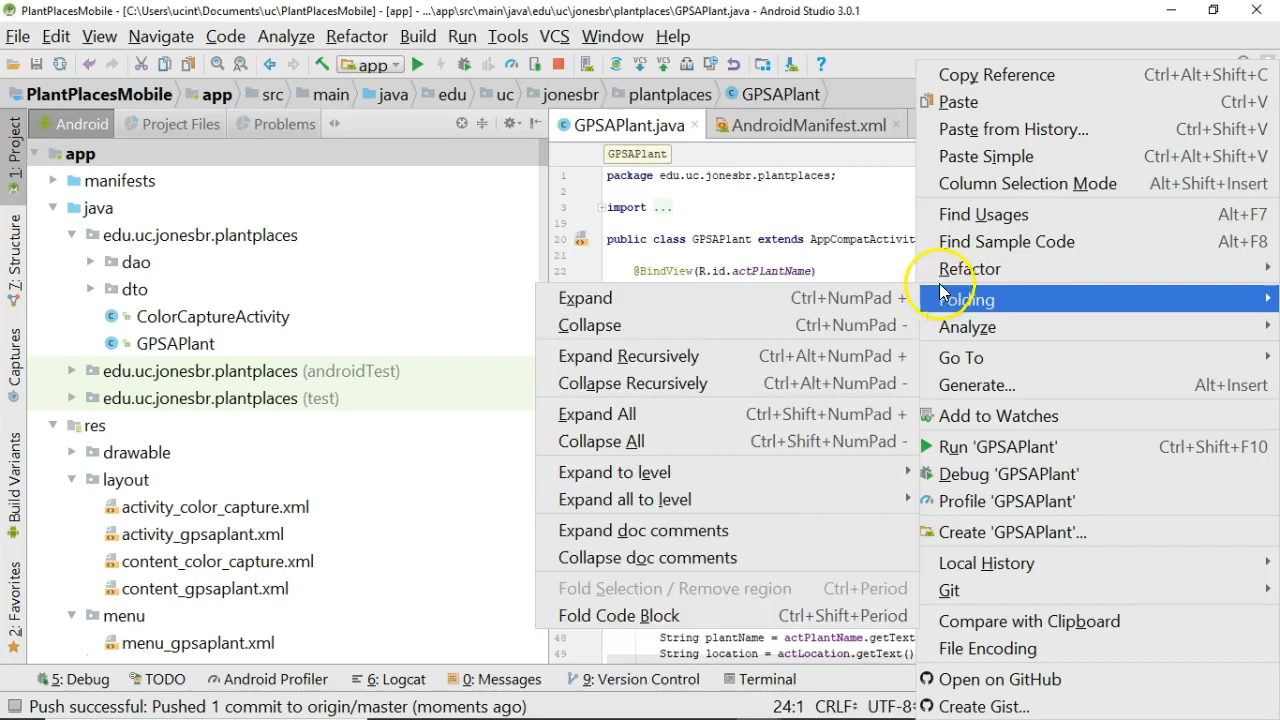 PlantPlacesMobile - [C:\Users\ucint\Documents\uc\PlantPlacesMobile] - [app] - ...\app\src\main\java\edu\uc\jonesbr\plantplaces\GPSAPlant.java - Android Studio 3.0.1
File Edit View Navigate Code Analyze Refactor Build Run Tools VCS Window Help
app
PlantPlacesMobile app src main java edu uc jonesbr plantplaces GPSAPlant
Android Project Files Problems
GPSAPlant.java AndroidManifest.xml
1: Project
7: Structure
Captures
Build Variants
2: Favorites
app
manifests
java
edu.uc.jonesbr.plantplaces
dao
dto
ColorCaptureActivity
GPSAPlant
edu.uc.jonesbr.plantplaces (androidTest)
edu.uc.jonesbr.plantplaces (test)
res
drawable
layout
activity_color_capture.xml
activity_gpsaplant.xml
content_color_capture.xml
content_gpsaplant.xml
menu
menu_gpsaplant.xml
GPSAPlant
1 package edu.uc.jonesbr.plantplaces;
2
3 import ...
19
20 public class GPSAPlant extends AppCompatActivit
21
22 @BindView(R.id.actPlantName)
Expand Ctrl+NumPad +
Collapse Ctrl+NumPad -
Expand Recursively Ctrl+Alt+NumPad +
Collapse Recursively Ctrl+Alt+NumPad -
Expand All Ctrl+Shift+NumPad +
Collapse All Ctrl+Shift+NumPad -
Expand to level
Expand all to level
Expand doc comments
Collapse doc comments
Fold Selection / Remove region Ctrl+Period
Fold Code Block Ctrl+Shift+Period
48 String plantName = actPlantName.getText
49 String location = actLocation.getText()
Copy Reference Ctrl+Alt+Shift+C
Paste Ctrl+V
Paste from History... Ctrl+Shift+V
Paste Simple Ctrl+Alt+Shift+V
Column Selection Mode Alt+Shift+Insert
Find Usages Alt+F7
Find Sample Code Alt+F8
Refactor
Folding
Analyze
Go To
Generate... Alt+Insert
Add to Watches
Run 'GPSAPlant' Ctrl+Shift+F10
Debug 'GPSAPlant'
Profile 'GPSAPlant'
Create 'GPSAPlant'...
Local History
Git
Compare with Clipboard
File Encoding
Open on GitHub
Create Gist...
5: Debug TODO Android Profiler 6: Logcat 0: Messages 9: Version Control Terminal
Push successful: Pushed 1 commit to origin/master (moments ago) 24:1 CRLF UTF-8